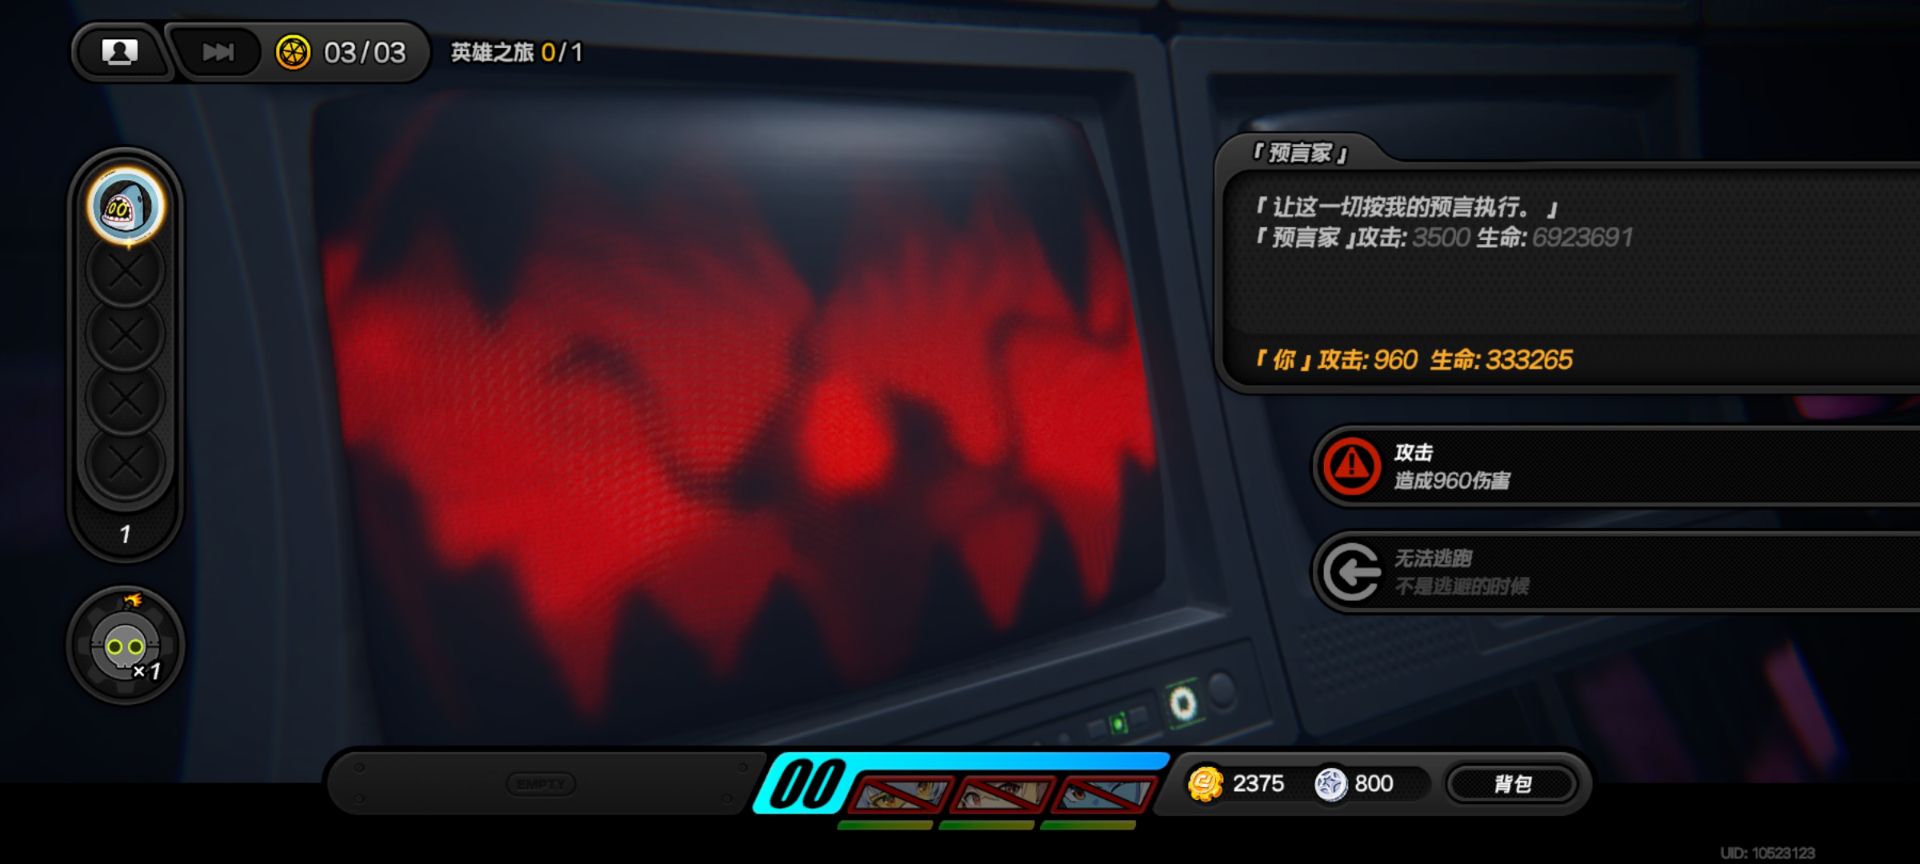 03/03
英雄之旅 0/1
「预言家」
「让这一切按我的预言执行。」
「预言家」攻击: 3500 生命: 6923691
「你」攻击: 960 生命: 333265
攻击
造成960伤害
无法逃跑
不是逃避的时候
1
×1
EMPTY
00
2375
800
背包
UID: 10523123